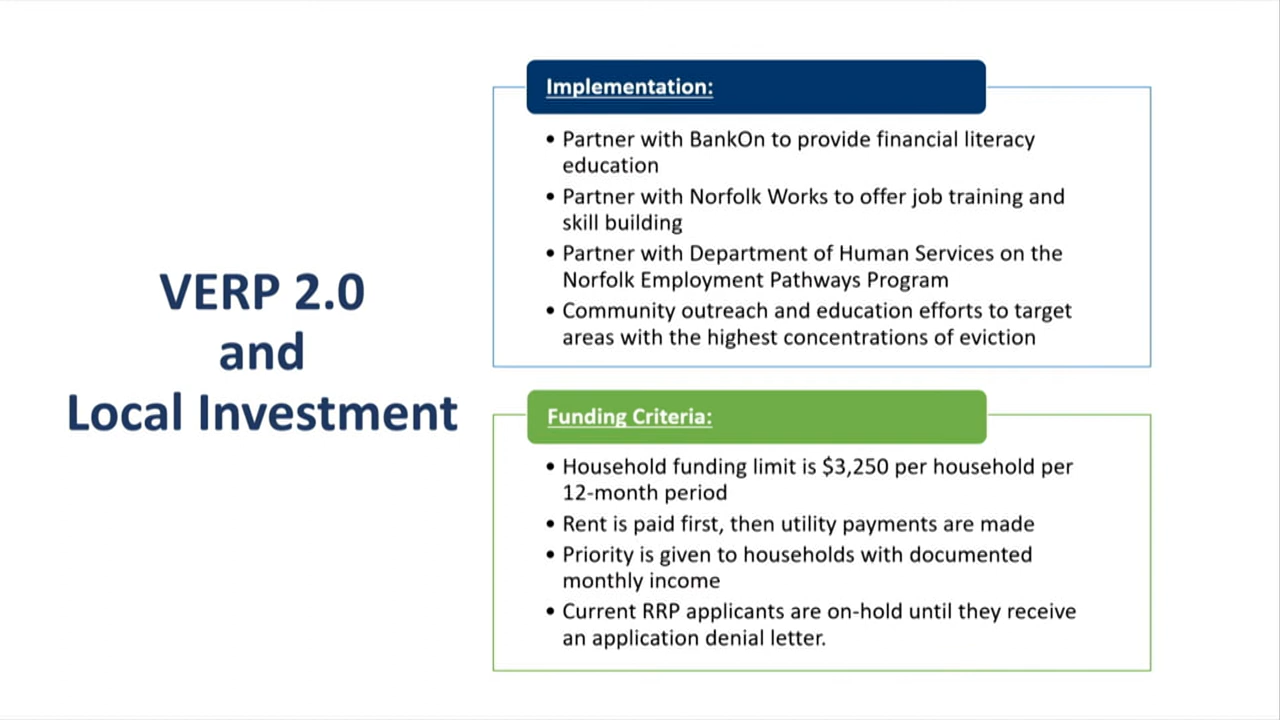 VERP 2.0
and
Local Investment
Implementation:
• Partner with BankOn to provide financial literacy
education
• Partner with Norfolk Works to offer job training and
skill building
• Partner with Department of Human Services on the
Norfolk Employment Pathways Program
• Community outreach and education efforts to target
areas with the highest concentrations of eviction
Funding Criteria:
• Household funding limit is $3,250 per household per
12-month period
• Rent is paid first, then utility payments are made
• Priority is given to households with documented
monthly income
• Current RRP applicants are on-hold until they receive
an application denial letter.